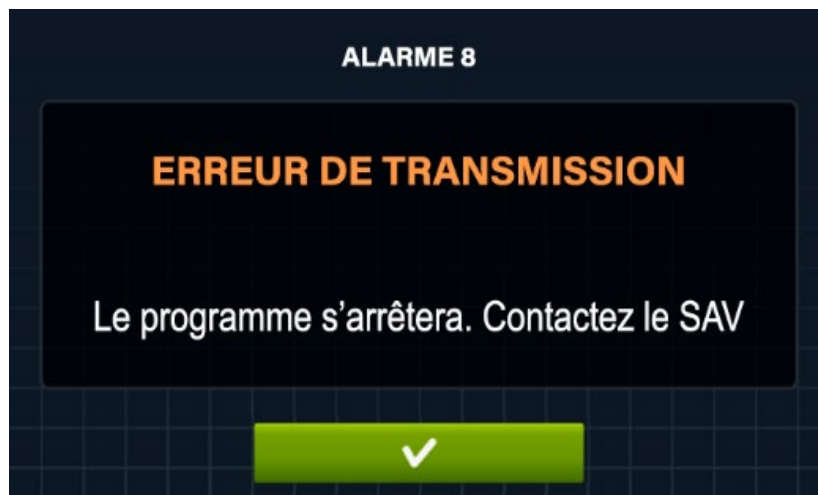 ALARME 8
ERREUR DE TRANSMISSION
Le programme s'arrêtera. Contactez le SAV